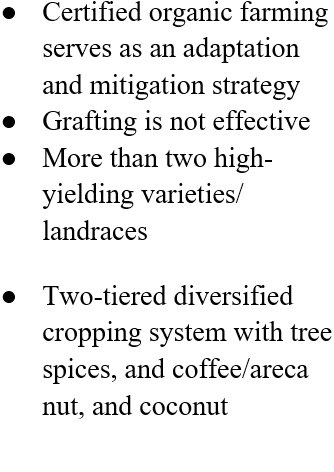 ● Certified organic farming
serves as an adaptation
and mitigation strategy
● Grafting is not effective
● More than two high-
yielding varieties/
landraces
● Two-tiered diversified
cropping system with tree
spices, and coffee/areca
nut, and coconut